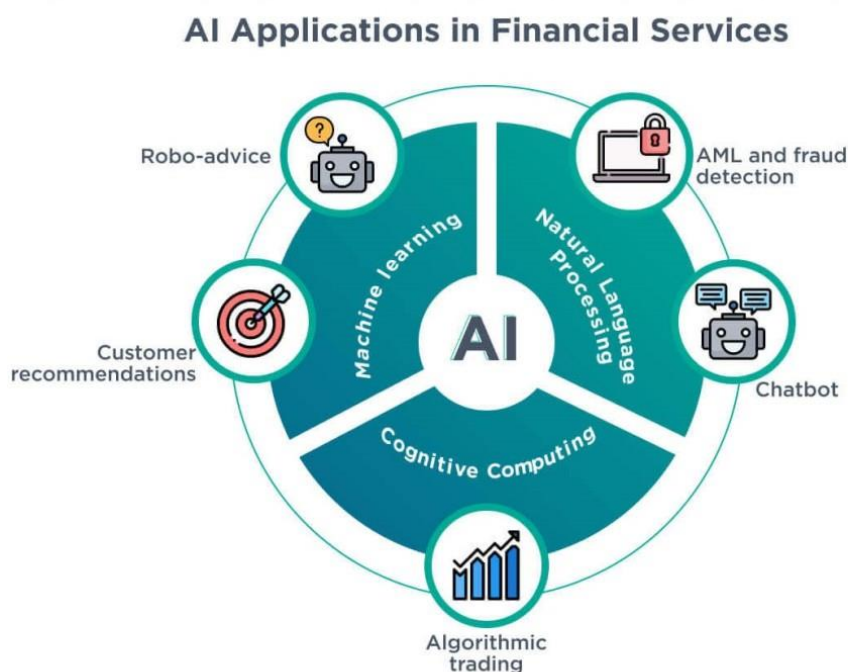 AI Applications in Financial Services
Robo-advice
?
AML and fraud
detection
Machine learning
Natural Language
Processing
AI
Customer
recommendations
Chatbot
Cognitive Computing
Algorithmic
trading